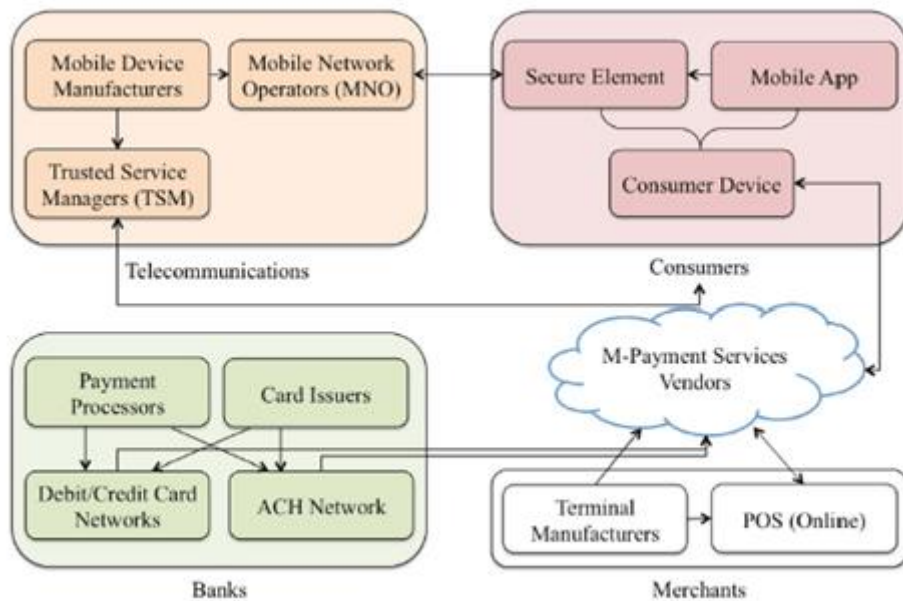 Mobile Device
Manufacturers
Mobile Network
Operators (MNO)
Trusted Service
Managers (TSM)
Telecommunications
Secure Element
Mobile App
Consumer Device
Consumers
M-Payment Services
Vendors
Payment
Processors
Card Issuers
Debit/Credit Card
Networks
ACH Network
Banks
Terminal
Manufacturers
POS (Online)
Merchants